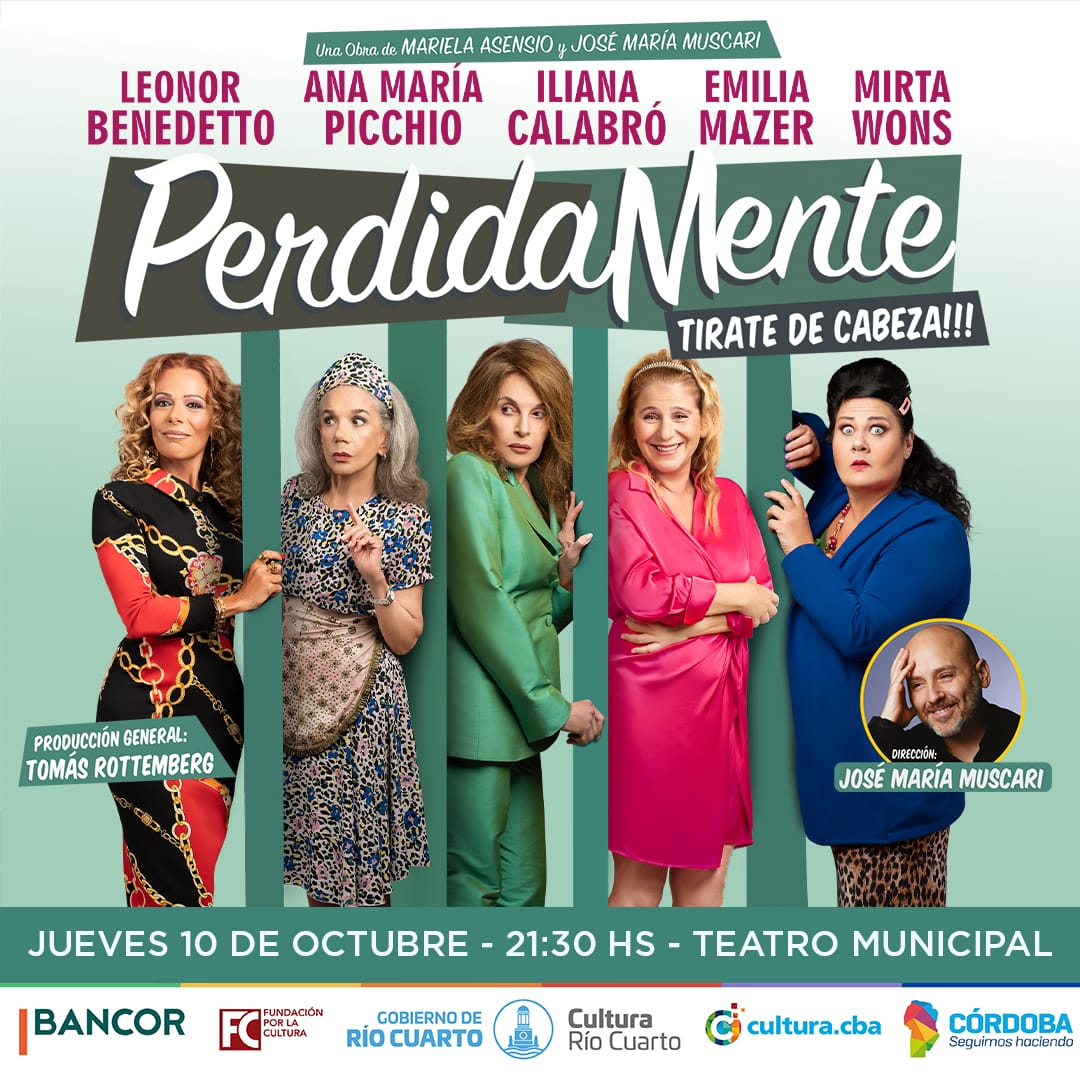 Una Obra de MARIELA ASENSIO y JOSÉ MARÍA MUSCARI
LEONOR BENEDETTO
ANA MARÍA PICCHIO
ILIANA CALABRÓ
EMILIA MAZER
MIRTA WONS
PerdidaMente
TIRATE DE CABEZA!!!
PRODUCCIÓN GENERAL:
TOMÁS ROTTEMBERG
DIRECCIÓN:
JOSÉ MARÍA MUSCARI
JUEVES 10 DE OCTUBRE - 21:30 HS - TEATRO MUNICIPAL
BANCOR
FC
FUNDACIÓN
POR LA
CULTURA
GOBIERNO DE
RÍO CUARTO
Cultura
Río Cuarto
cultura.cba
CÓRDOBA
Seguimos haciendo